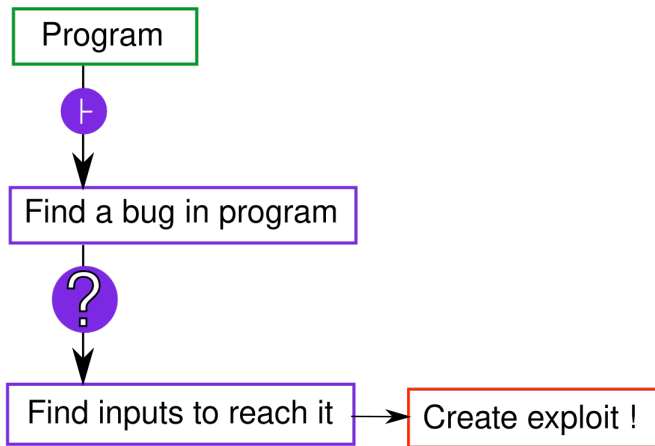 Program
⊢
Find a bug in program
?
Find inputs to reach it
Create exploit !